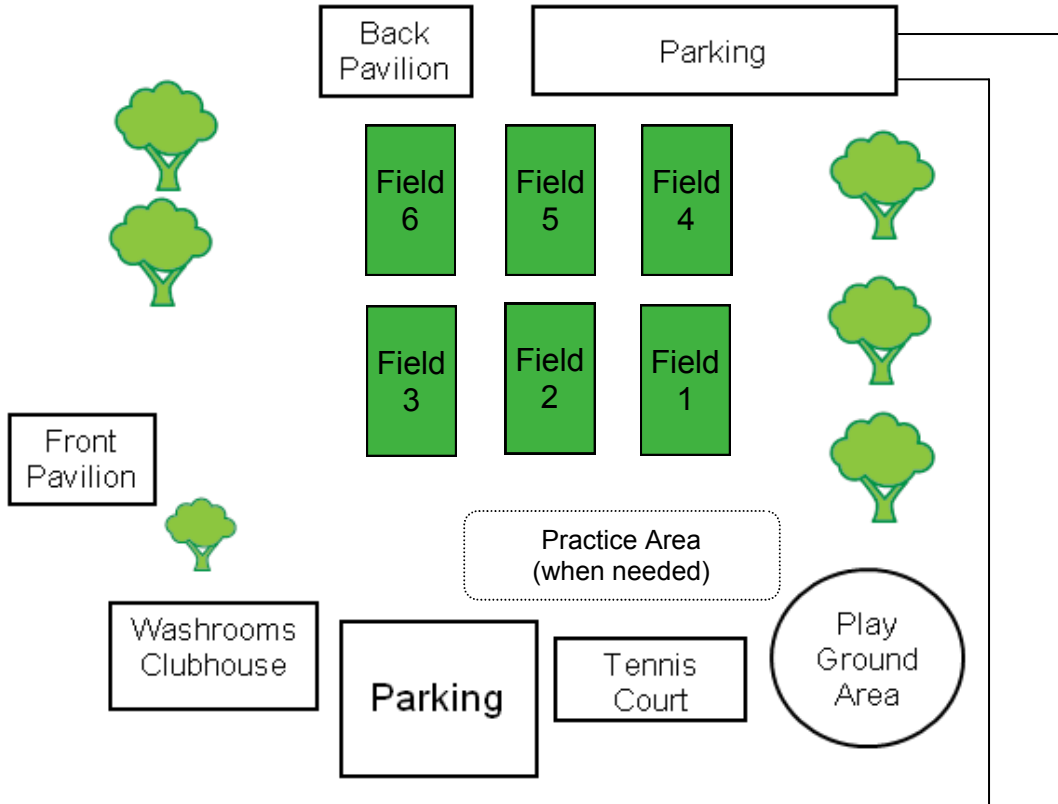 Back
Pavilion
Parking
Field
6
Field
5
Field
4
Field
3
Field
2
Field
1
Front
Pavilion
Practice Area
(when needed)
Washrooms
Clubhouse
Parking
Tennis
Court
Play
Ground
Area